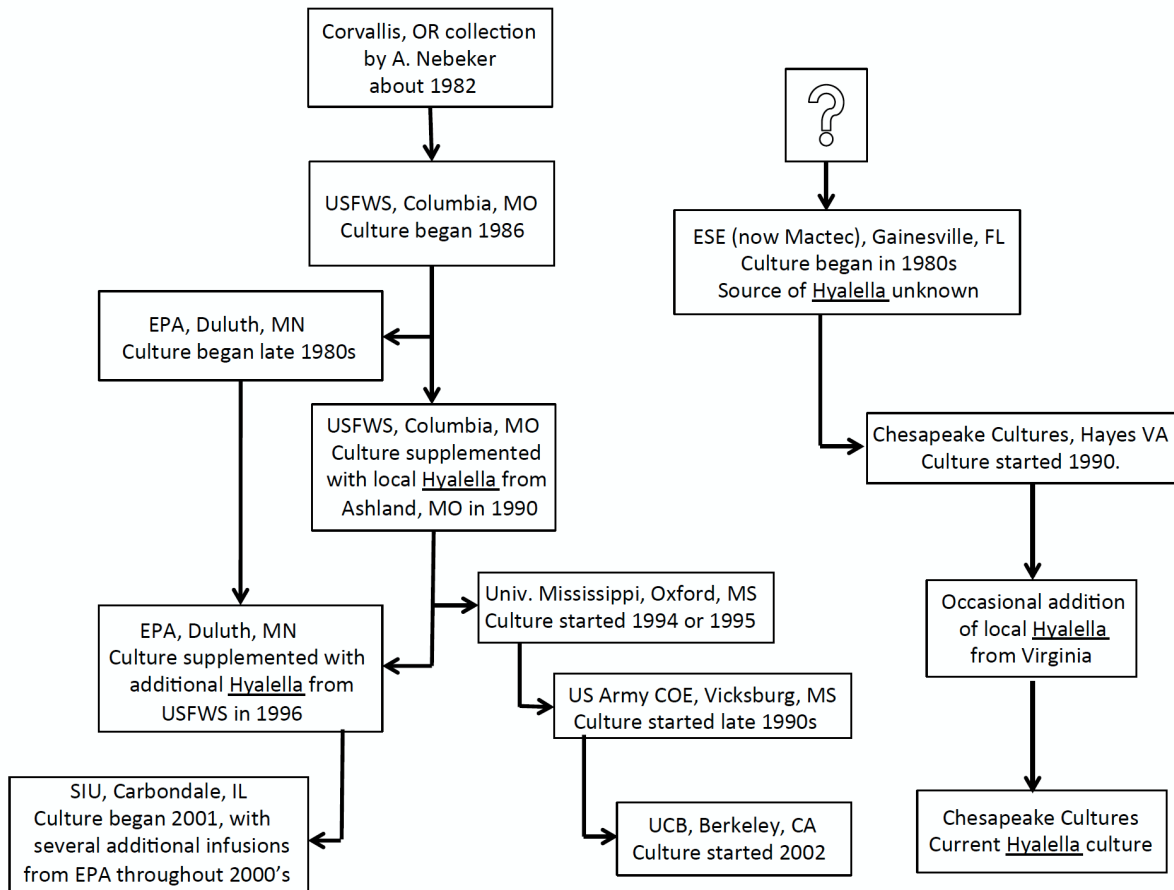 Corvallis, OR collection
by A. Nebeker
about 1982
?
USFWS, Columbia, MO
Culture began 1986
ESE (now Mactec), Gainesville, FL
Culture began in 1980s
Source of Hyalella unknown
EPA, Duluth, MN
Culture began late 1980s
USFWS, Columbia, MO
Culture supplemented
with local Hyalella from
Ashland, MO in 1990
Chesapeake Cultures, Hayes VA
Culture started 1990.
Univ. Mississippi, Oxford, MS
Culture started 1994 or 1995
Occasional addition
of local Hyalella
from Virginia
EPA, Duluth, MN
Culture supplemented with
additional Hyalella from
USFWS in 1996
US Army COE, Vicksburg, MS
Culture started late 1990s
SIU, Carbondale, IL
Culture began 2001, with
several additional infusions
from EPA throughout 2000's
UCB, Berkeley, CA
Culture started 2002
Chesapeake Cultures
Current Hyalella culture